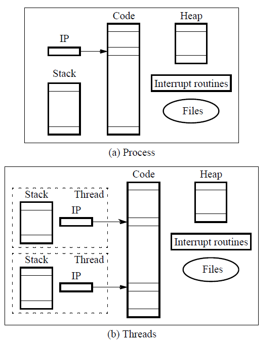 Code
Heap
IP
Stack
Interrupt routines
Files
(a) Process
Code
Heap
Stack
Thread
IP
Interrupt routines
Stack
Thread
Files
IP
(b) Threads